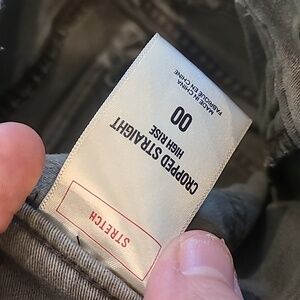 MADE IN CHINA
FABRIQUÉ EN CHINE
00
HIGH RISE
CROPPED STRAIGHT
STRETCH